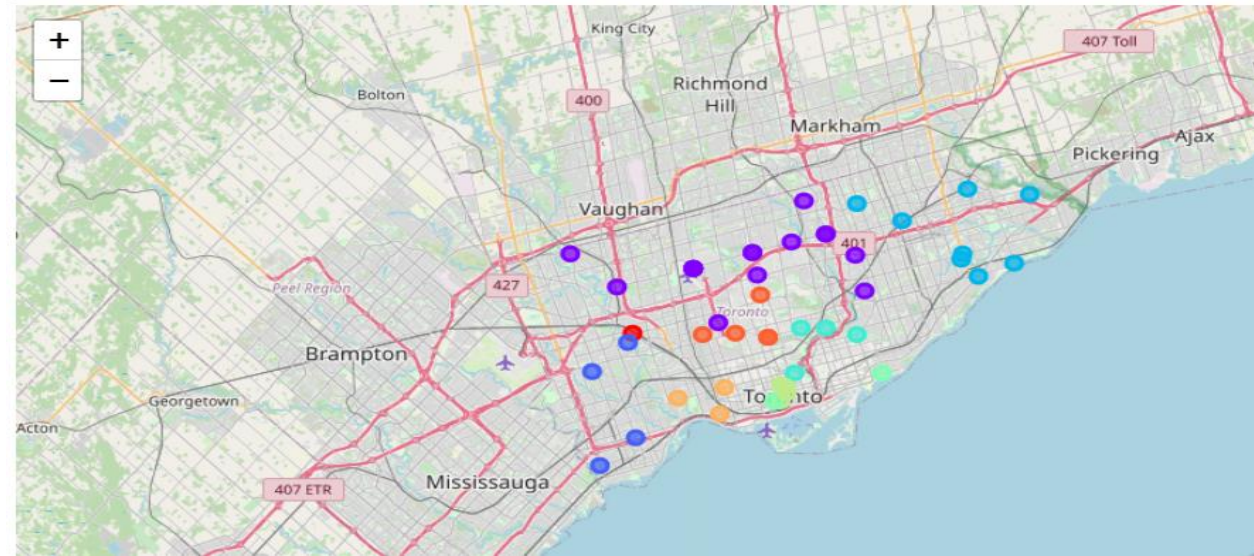 +
−
King City
407 Toll
Bolton
400
Richmond
Hill
Markham
Ajax
Pickering
Vaughan
401
427
Peel Region
Toronto
Brampton
Georgetown
Toronto
Acton
Mississauga
407 ETR